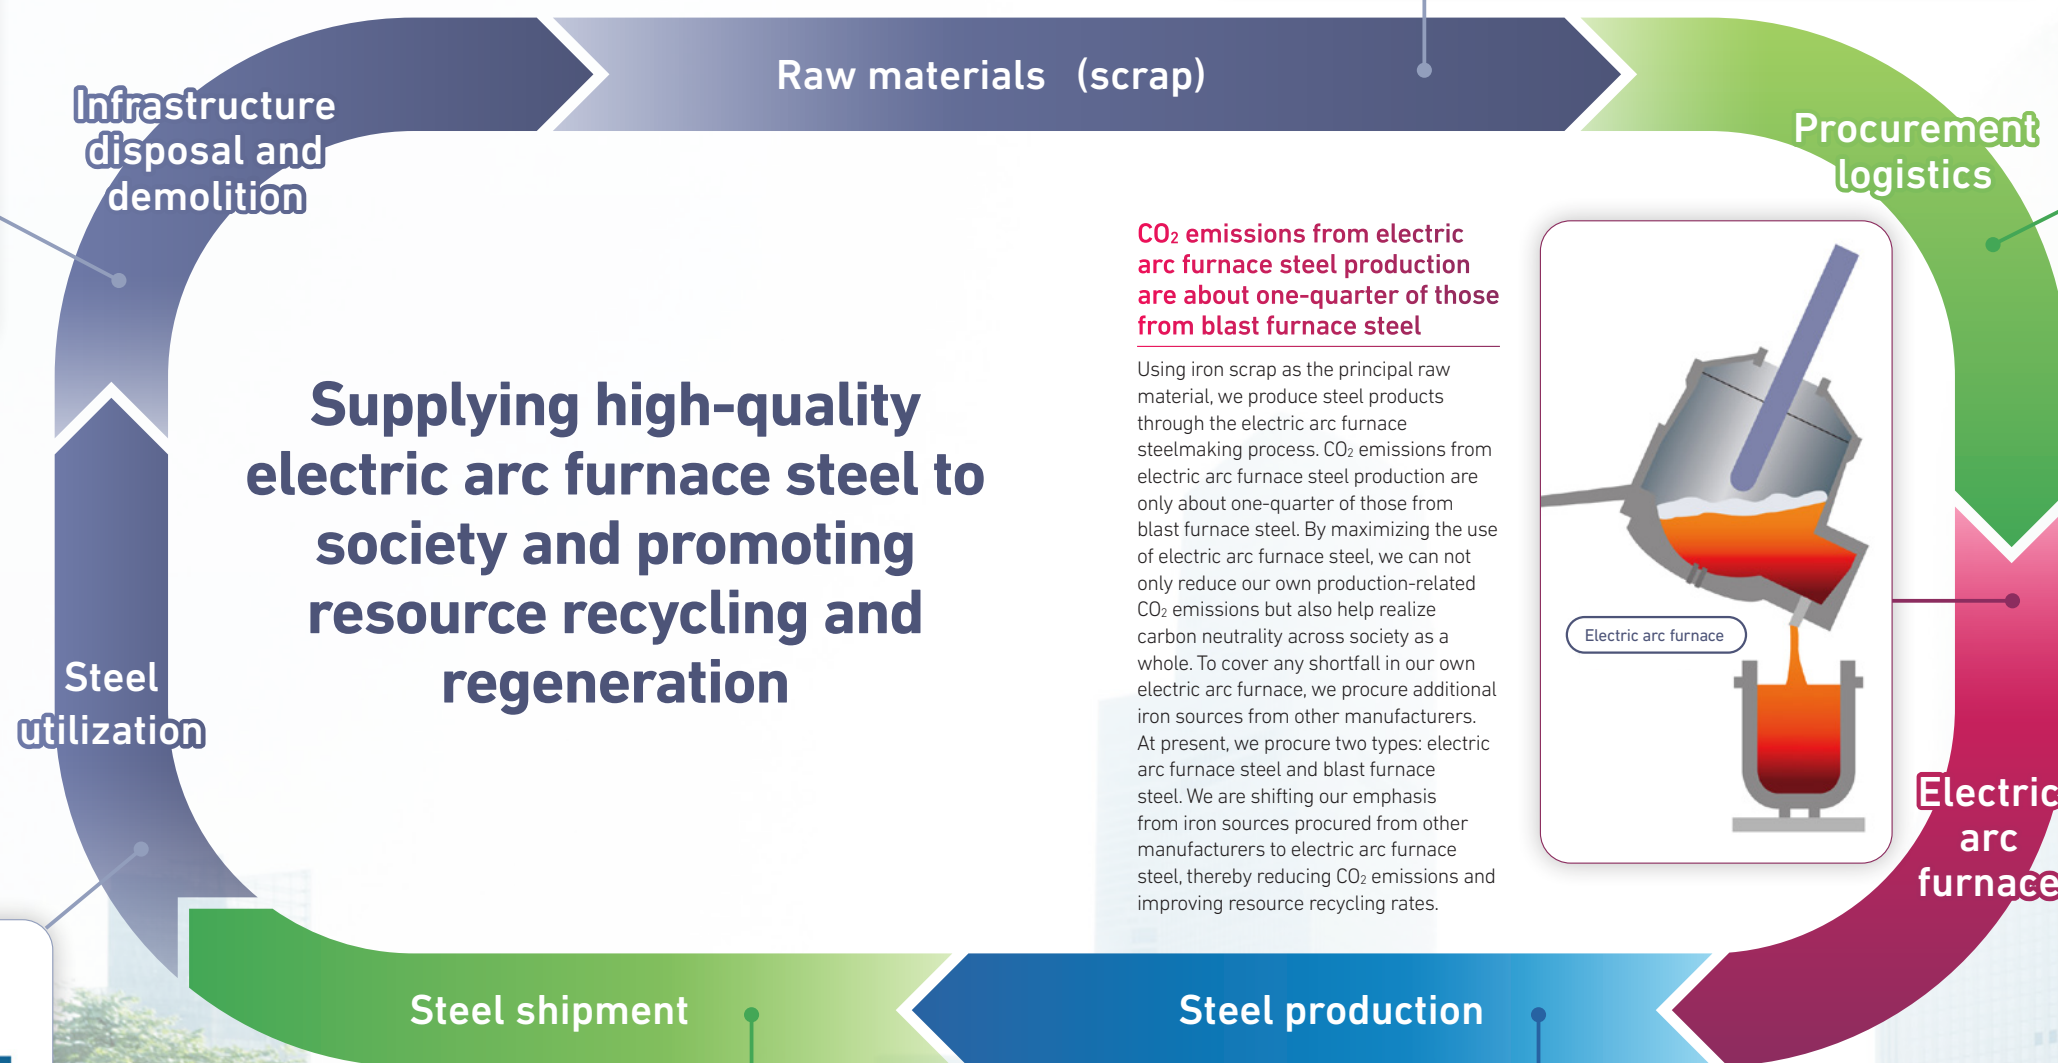 Raw materials (scrap)
Infrastructure
disposal and
demolition
Procurement
logistics
CO₂ emissions from electric
arc furnace steel production
are about one-quarter of those
from blast furnace steel
Using iron scrap as the principal raw
material, we produce steel products
through the electric arc furnace
steelmaking process. CO₂ emissions from
electric arc furnace steel production are
only about one-quarter of those from
blast furnace steel. By maximizing the use
of electric arc furnace steel, we can not
only reduce our own production-related
CO₂ emissions but also help realize
carbon neutrality across society as a
whole. To cover any shortfall in our own
electric arc furnace, we procure additional
iron sources from other manufacturers.
At present, we procure two types: electric
arc furnace steel and blast furnace
steel. We are shifting our emphasis
from iron sources procured from other
manufacturers to electric arc furnace
steel, thereby reducing CO₂ emissions and
improving resource recycling rates.
Supplying high-quality
electric arc furnace steel to
society and promoting
resource recycling and
regeneration
Electric arc furnace
Steel
utilization
Electric
arc
furnace
Steel shipment
Steel production